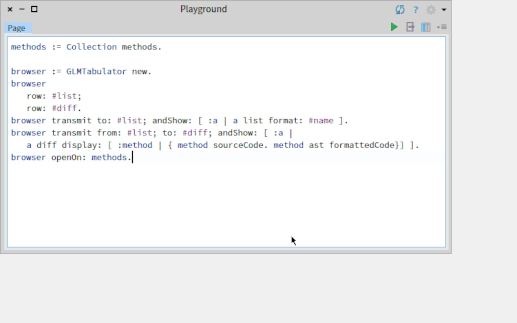 Playground
?
Page
methods := Collection methods.
browser := GLMTabulator new.
browser
row: #list;
row: #diff.
browser transmit to: #list; andShow: [ :a | a list format: #name ].
browser transmit from: #list; to: #diff; andShow: [ :a |
a diff display: [ :method | { method sourceCode. method ast formattedCode}] ].
browser openOn: methods.